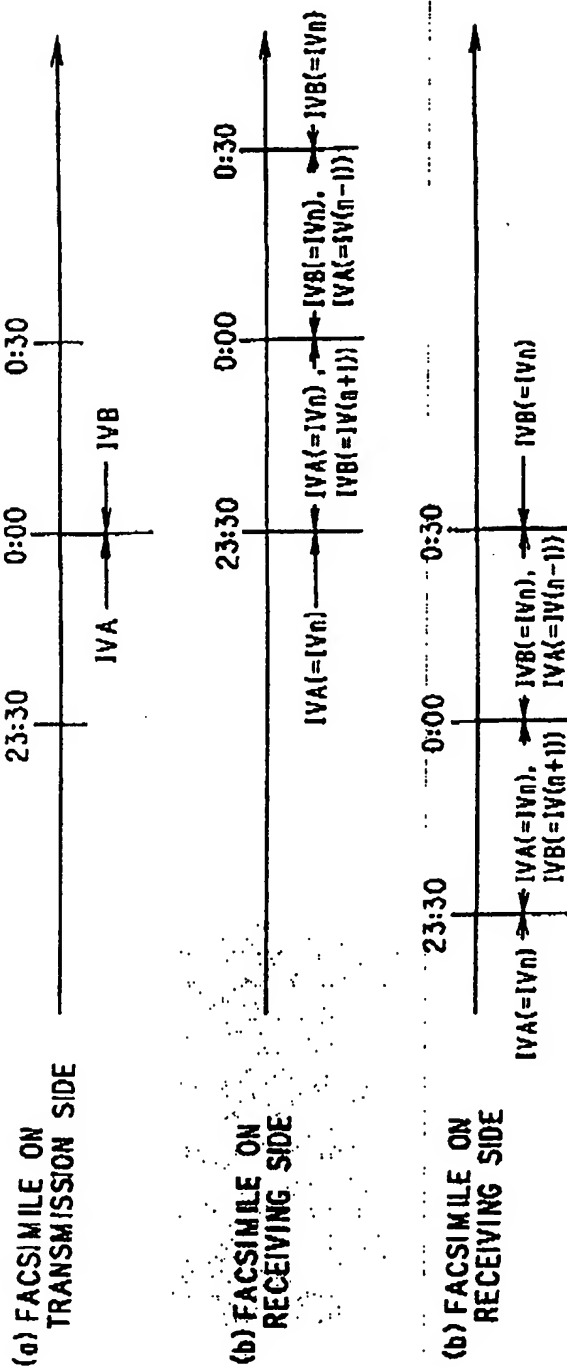 (a) FACSIMILE ON
TRANSMISSION SIDE
23:30 0:00 0:30
IVA IVB
(b) FACSIMILE ON
RECEIVING SIDE
23:30 0:00 0:30
IVA(=IVn) IVA(=IVn), IVB(=IVn), IVB(=IVn)
IVB(=IV(n+1)) IVA(=IV(n-1))
(b) FACSIMILE ON
RECEIVING SIDE
23:30 0:00 0:30
IVA(=IVn) IVA(=IVn), IVB(=IVn), IVB(=IVn)
IVB(=IV(n+1)) IVA(=IV(n-1))